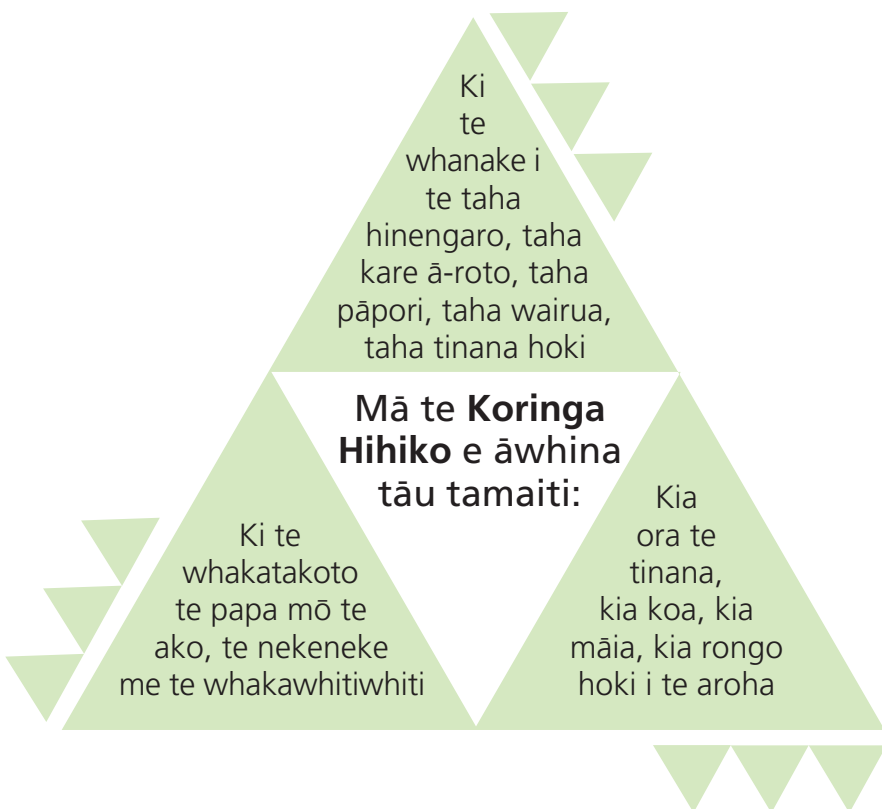 Ki
te
whanake i
te taha
hinengaro, taha
kare ā-roto, taha
pāpori, taha wairua,
taha tinana hoki
Mā te Koringa
Hihiko e āwhina
tāu tamaiti:
Ki te
whakatakoto
te papa mō te
ako, te nekeneke
me te whakawhitiwhiti
Kia
ora te
tinana,
kia koa, kia
māia, kia rongo
hoki i te aroha